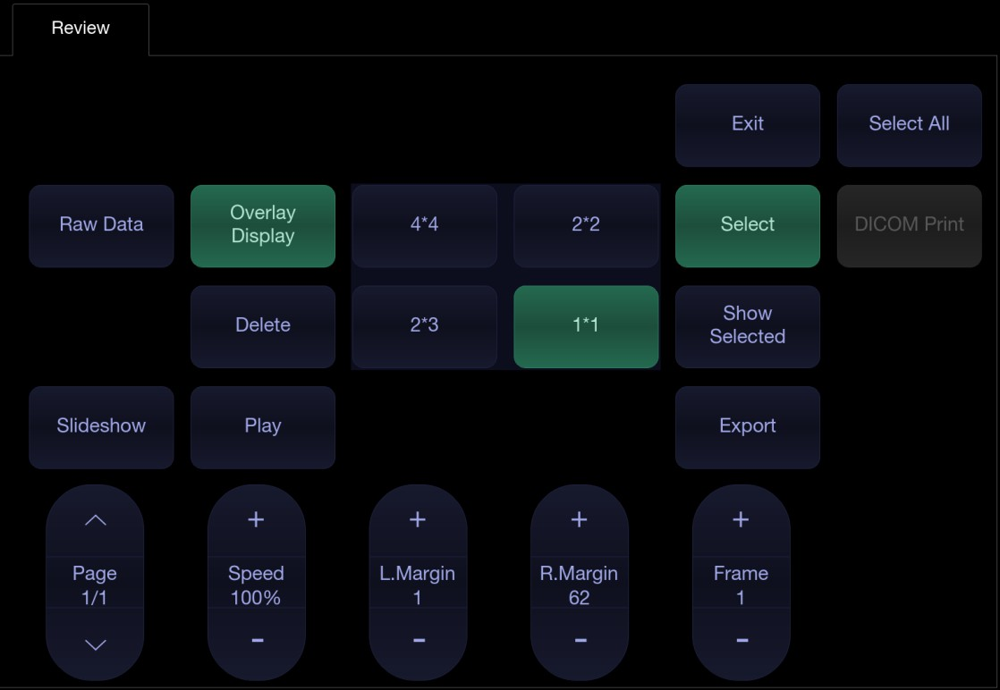 Review
Exit
Select All
Raw Data
Overlay
Display
4*4
2*2
Select
DICOM Print
Delete
2*3
1*1
Show
Selected
Slideshow
Play
Export
+
+
+
+
Page
1/1
Speed
100%
L.Margin
1
R.Margin
62
Frame
1
-
-
-
-